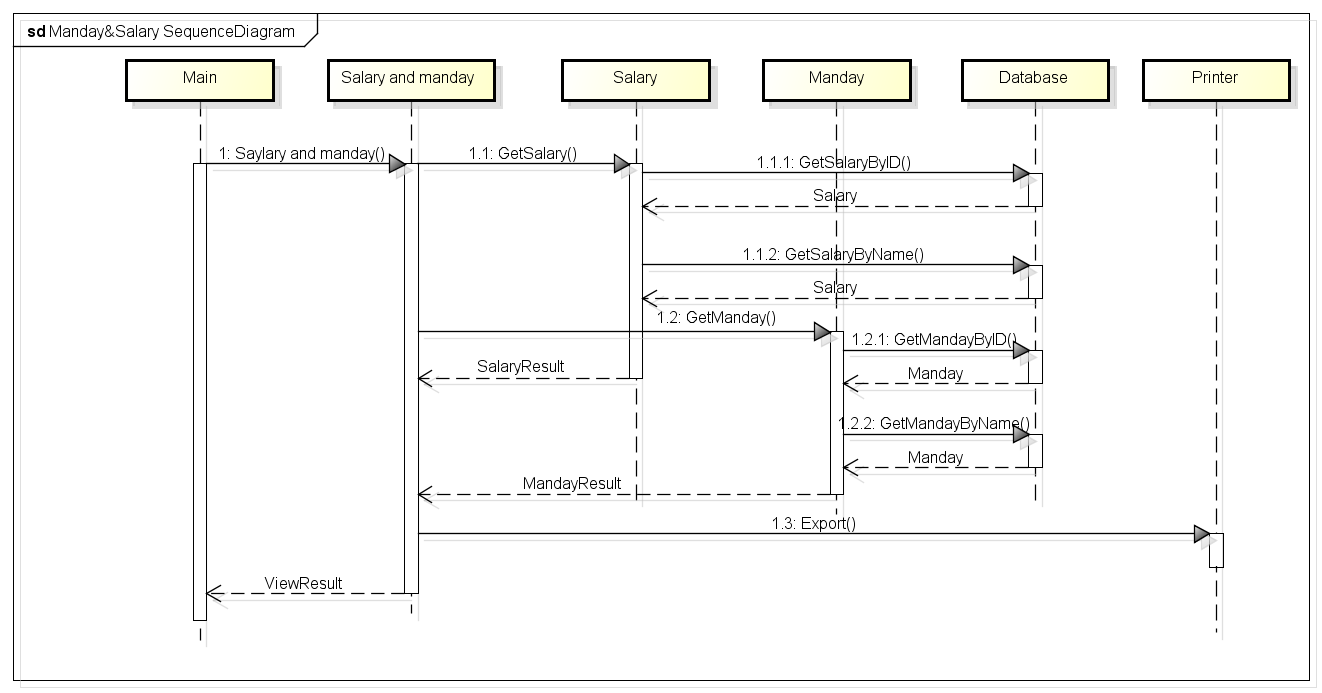 sd Manday&Salary SequenceDiagram
Main
Salary and manday
Salary
Manday
Database
Printer
1: Saylary and manday()
1.1: GetSalary()
1.1.1: GetSalaryByID()
Salary
1.1.2: GetSalaryByName()
Salary
1.2: GetManday()
1.2.1: GetMandayByID()
SalaryResult
Manday
1.2.2: GetMandayByName()
Manday
MandayResult
1.3: Export()
ViewResult